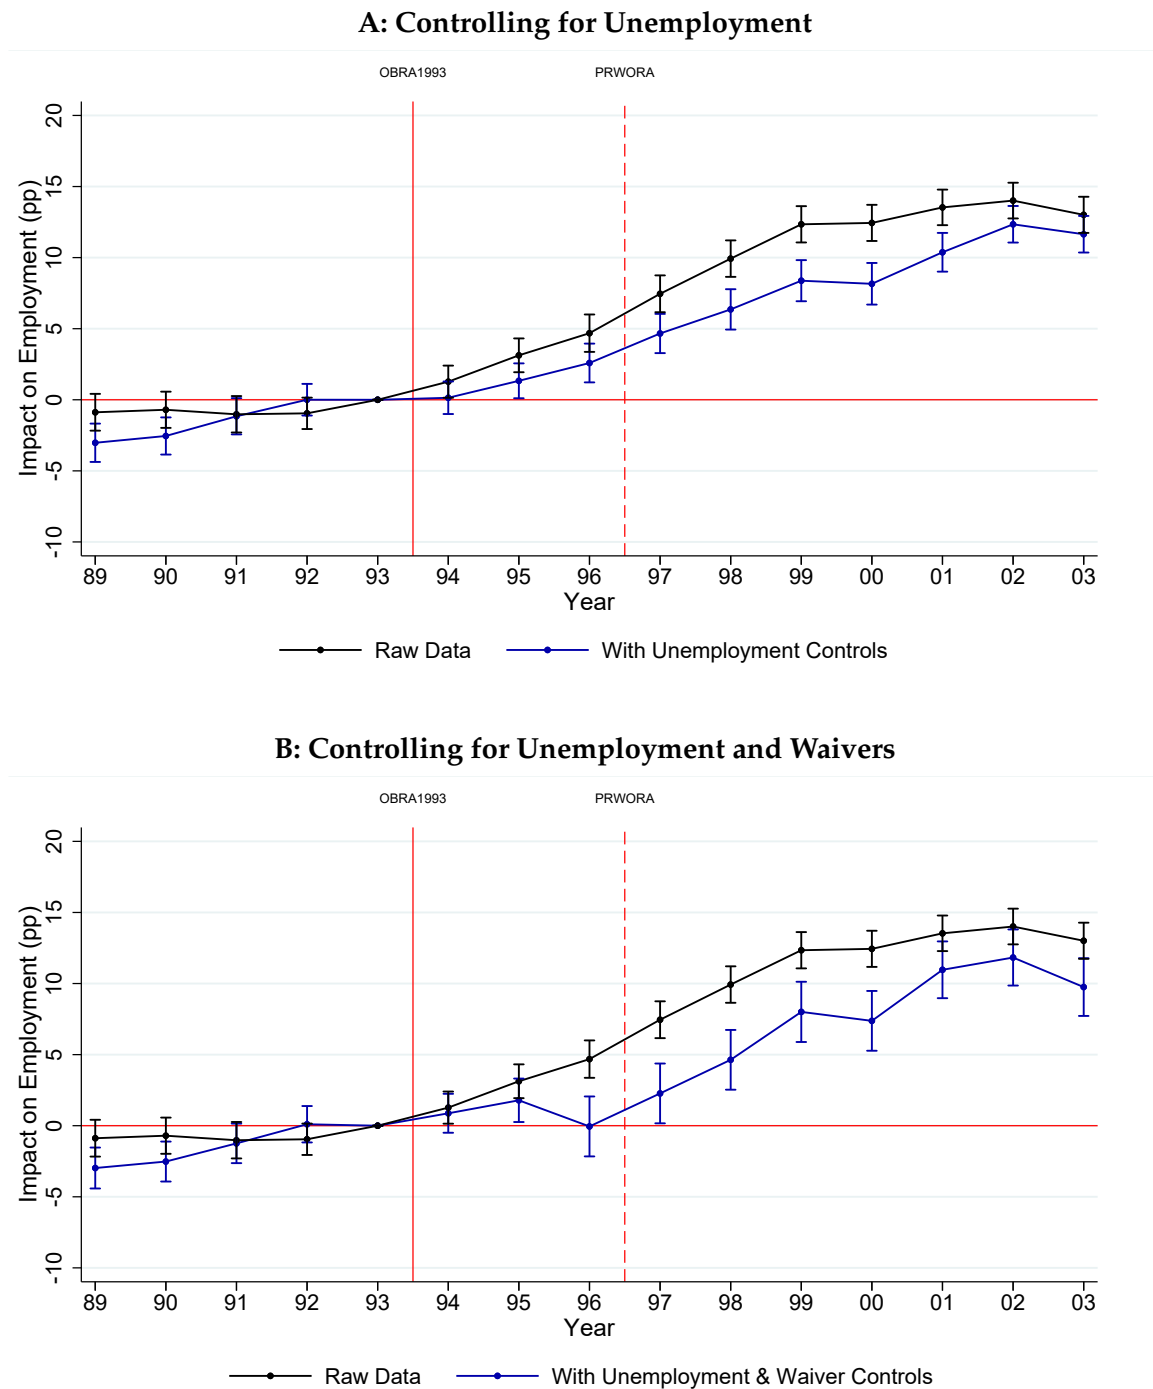 A: Controlling for Unemployment
OBRA1993 PRWORA
Impact on Employment (pp)
20
15
10
5
0
-5
-10
89 90 91 92 93 94 95 96 97 98 99 00 01 02 03
Year
Raw Data With Unemployment Controls
B: Controlling for Unemployment and Waivers
OBRA1993 PRWORA
Impact on Employment (pp)
20
15
10
5
0
-5
-10
89 90 91 92 93 94 95 96 97 98 99 00 01 02 03
Year
Raw Data With Unemployment & Waiver Controls